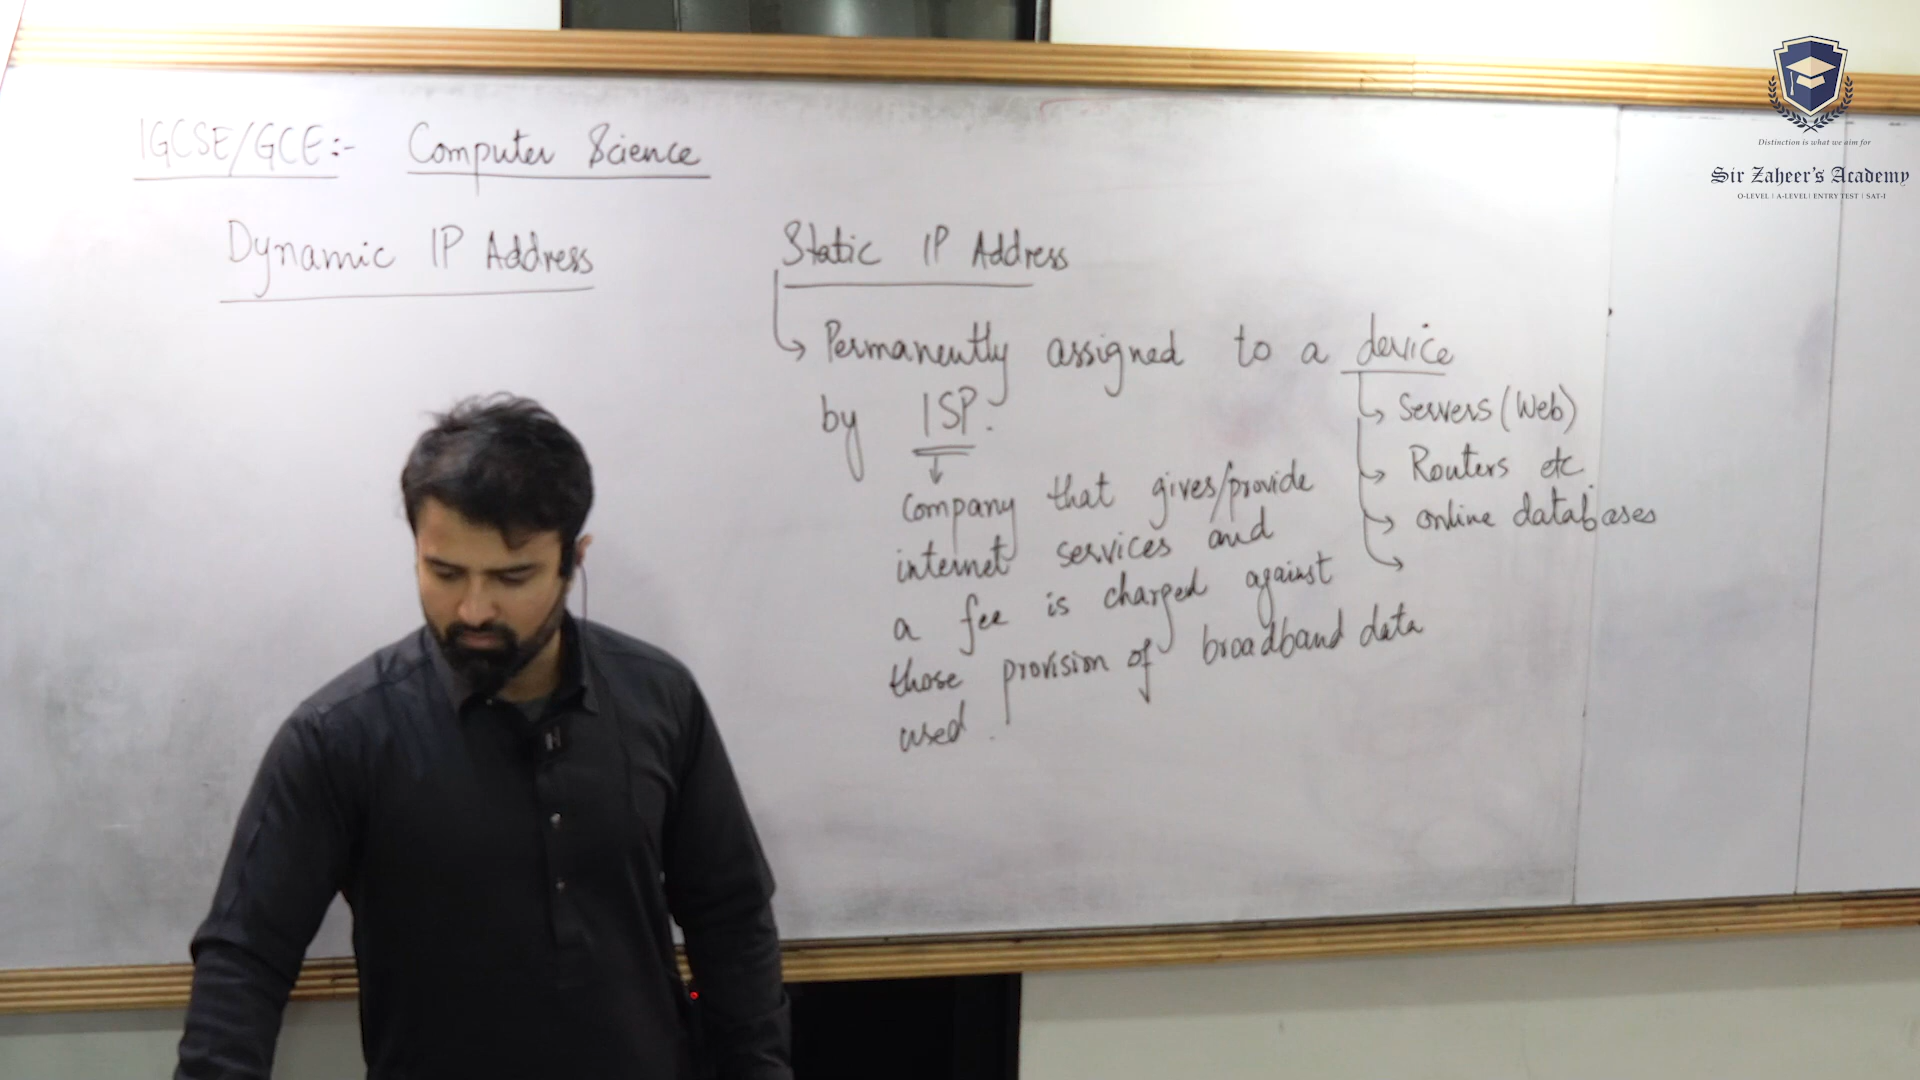 IGCSE/GCE:- Computer Science
Dynamic IP Address
Static IP Address
Permanently assigned to a device
by ISP.
Servers (Web)
Routers etc
online databases
Company that gives/provide
internet services and
a fee is charged against
those provision of broadband data
used.
Distinction is what we aim for
Sir Zaheer's Academy
O-LEVEL | A-LEVEL | ENTRY TEST | SAT-I